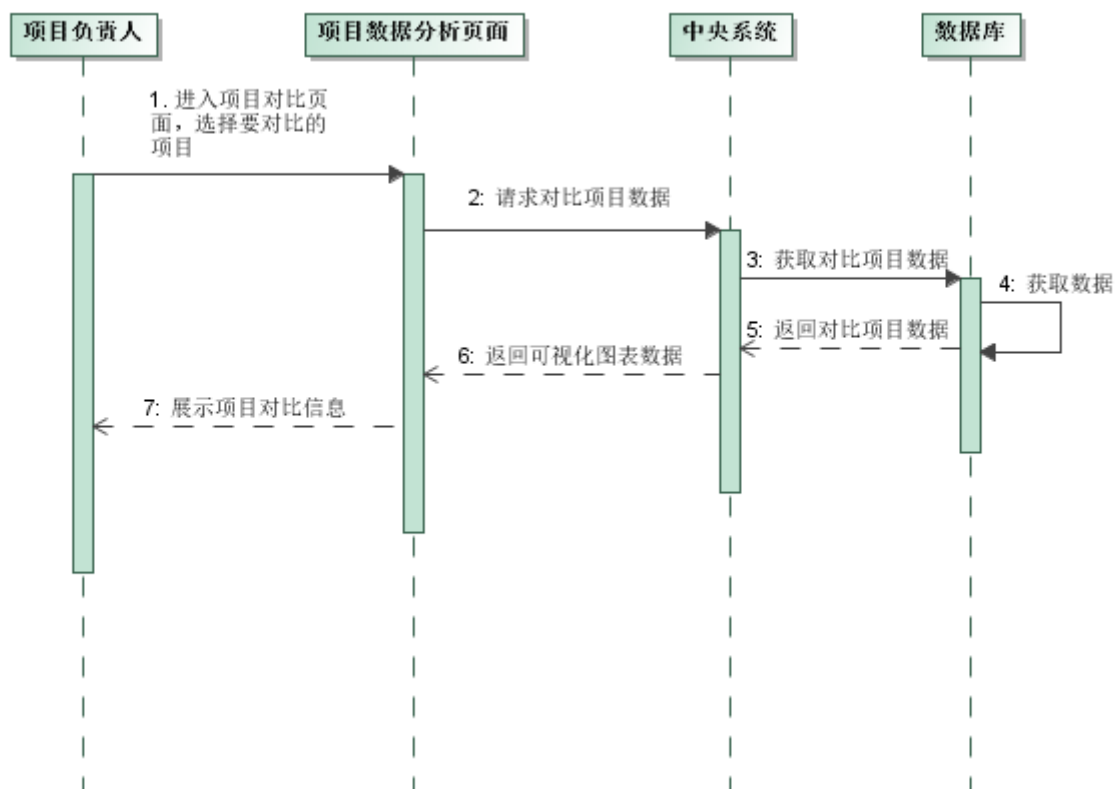 项目负责人
项目数据分析页面
中央系统
数据库
1. 进入项目对比页
面，选择要对比的
项目
2: 请求对比项目数据
3: 获取对比项目数据
4: 获取数据
5: 返回对比项目数据
6: 返回可视化图表数据
7: 展示项目对比信息